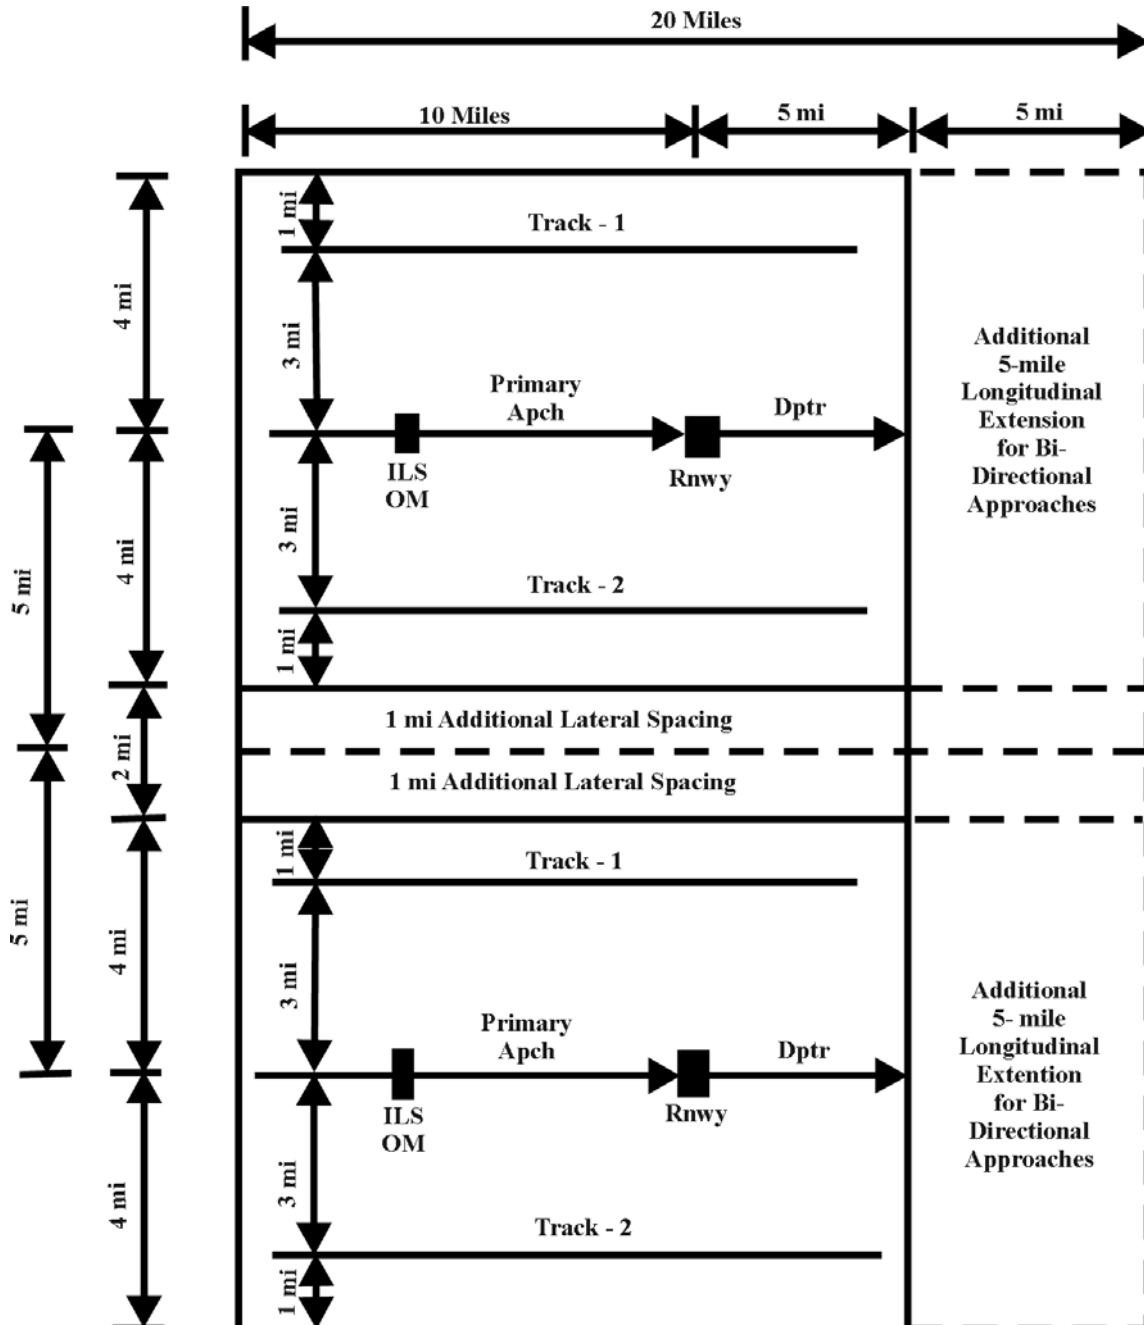 20 Miles
10 Miles
5 mi
5 mi
1 mi
Track - 1
4 mi
3 mi
Primary
Apch
Dptr
ILS
OM
Rnwy
Additional
5-mile
Longitudinal
Extension
for Bi-
Directional
Approaches
5 mi
4 mi
3 mi
Track - 2
1 mi
1 mi Additional Lateral Spacing
2 mi
1 mi Additional Lateral Spacing
1 mi
Track - 1
5 mi
4 mi
3 mi
Primary
Apch
Dptr
ILS
OM
Rnwy
Additional
5- mile
Longitudinal
Extention
for Bi-
Directional
Approaches
4 mi
3 mi
Track - 2
1 mi